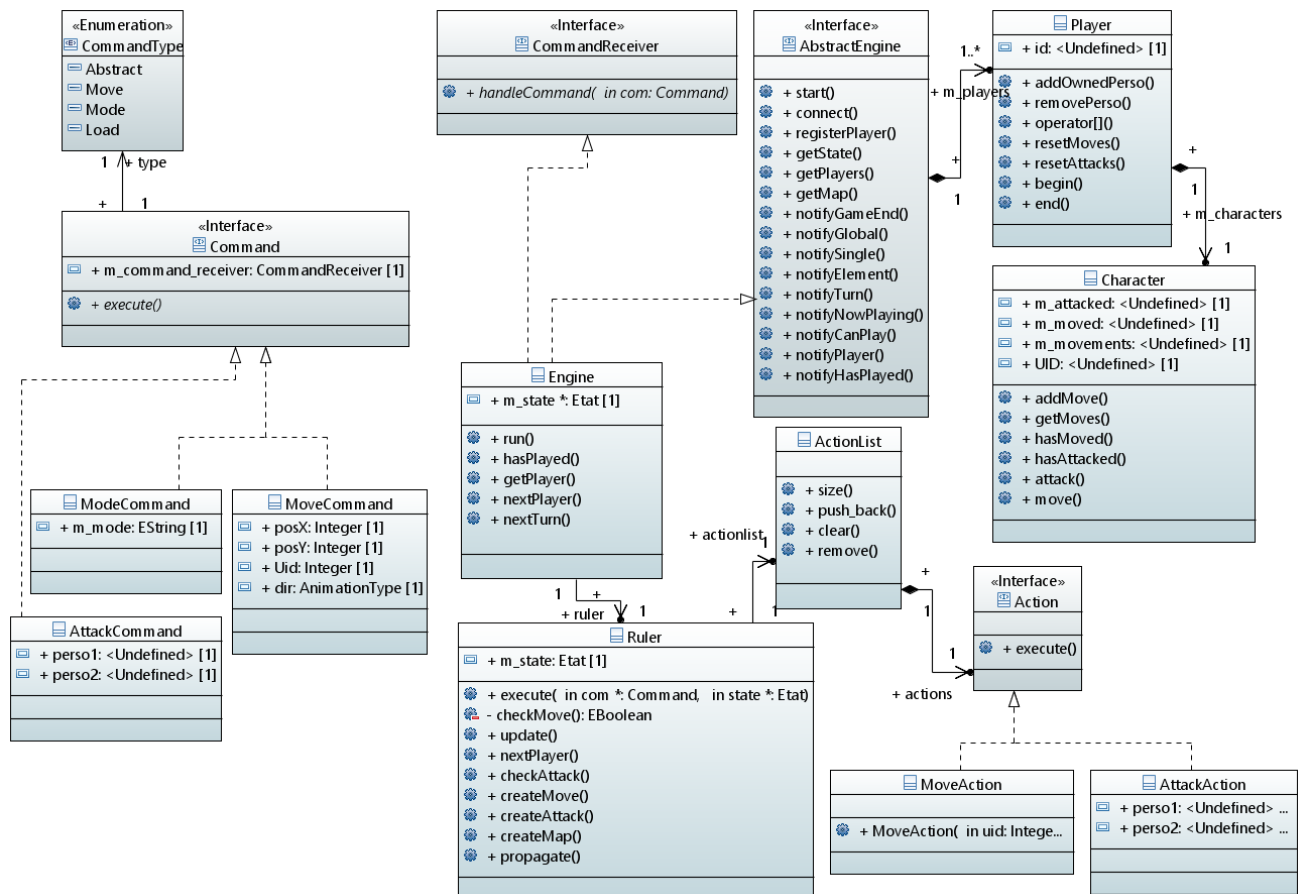 «Enumeration»
CommandType
Abstract
Move
Mode
Load
1
+ type
+
1
«Interface»
Command
+ m_command_receiver: CommandReceiver [1]
+ execute()
ModeCommand
+ m_mode: EString [1]
MoveCommand
+ posX: Integer [1]
+ posY: Integer [1]
+ Uid: Integer [1]
+ dir: AnimationType [1]
AttackCommand
+ perso1: <Undefined> [1]
+ perso2: <Undefined> [1]
«Interface»
CommandReceiver
+ handleCommand( in com: Command)
Engine
+ m_state *: Etat [1]
+ run()
+ hasPlayed()
+ getPlayer()
+ nextPlayer()
+ nextTurn()
1
+
+ ruler
1
Ruler
+ m_state: Etat [1]
+ execute( in com *: Command, in state *: Etat)
- checkMove(): EBoolean
+ update()
+ nextPlayer()
+ checkAttack()
+ createMove()
+ createAttack()
+ createMap()
+ propagate()
«Interface»
AbstractEngine
+ start()
+ connect()
+ registerPlayer()
+ getState()
+ getPlayers()
+ getMap()
+ notifyGameEnd()
+ notifyGlobal()
+ notifySingle()
+ notifyElement()
+ notifyTurn()
+ notifyNowPlaying()
+ notifyCanPlay()
+ notifyPlayer()
+ notifyHasPlayed()
1..*
+ m_players
+
1
Player
+ id: <Undefined> [1]
+ addOwnedPerso()
+ removePerso()
+ operator[]()
+ resetMoves()
+ resetAttacks()
+ begin()
+ end()
+
1
+ m_characters
1
Character
+ m_attacked: <Undefined> [1]
+ m_moved: <Undefined> [1]
+ m_movements: <Undefined> [1]
+ UID: <Undefined> [1]
+ addMove()
+ getMoves()
+ hasMoved()
+ hasAttacked()
+ attack()
+ move()
ActionList
+ size()
+ push_back()
+ clear()
+ remove()
+ actionlist
1
+
1
+
1
1
+ actions
«Interface»
Action
+ execute()
MoveAction
+ MoveAction( in uid: Intege...
AttackAction
+ perso1: <Undefined> ...
+ perso2: <Undefined> ...